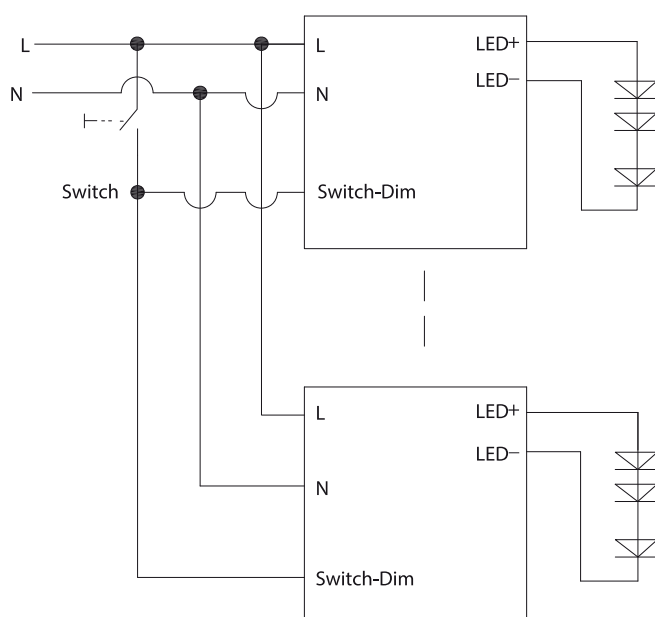 L
N
Switch
L
N
Switch-Dim
LED+
LED−
L
N
Switch-Dim
LED+
LED−